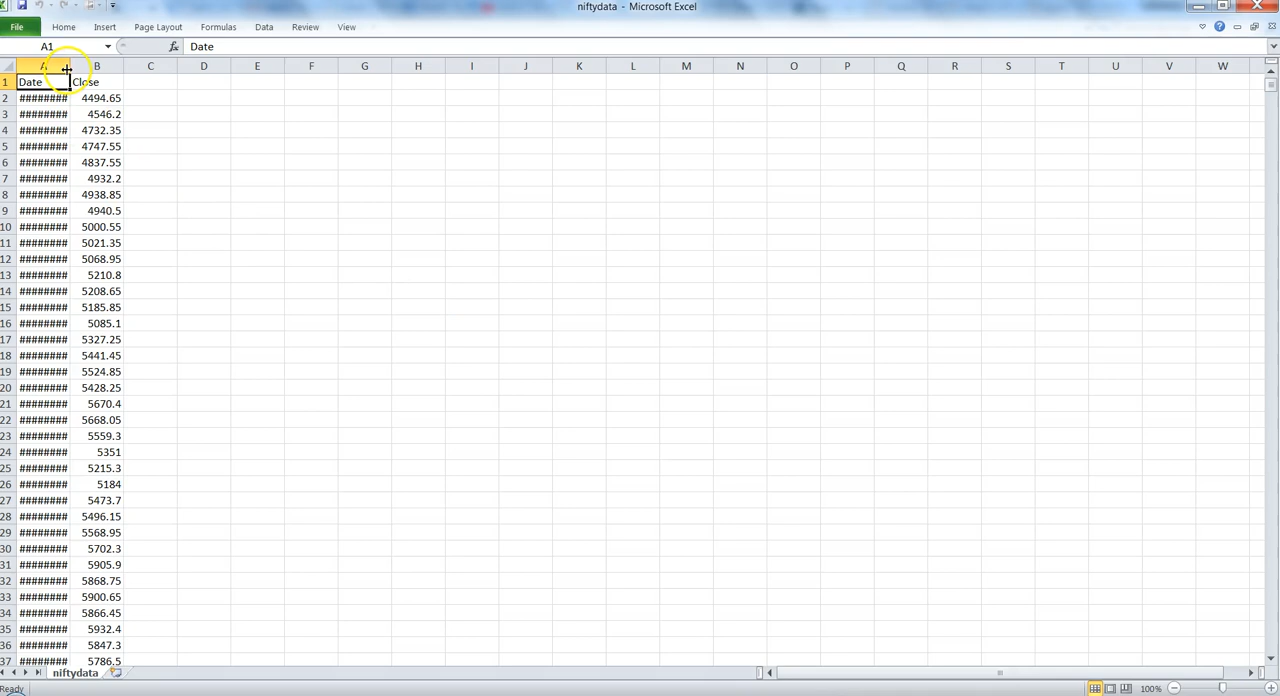 niftydata - Microsoft Excel
File Home Insert Page Layout Formulas Data Review View
A1 fx Date
A B C D E F G H I J K L M N O P Q R S T U V W
1 Date Close
2 ######## 4494.65
3 ######## 4546.2
4 ######## 4732.35
5 ######## 4747.55
6 ######## 4837.55
7 ######## 4932.2
8 ######## 4938.85
9 ######## 4940.5
10 ######## 5000.55
11 ######## 5021.35
12 ######## 5068.95
13 ######## 5210.8
14 ######## 5208.65
15 ######## 5185.85
16 ######## 5085.1
17 ######## 5327.25
18 ######## 5441.45
19 ######## 5524.85
20 ######## 5428.25
21 ######## 5670.4
22 ######## 5668.05
23 ######## 5559.3
24 ######## 5351
25 ######## 5215.3
26 ######## 5184
27 ######## 5473.7
28 ######## 5496.15
29 ######## 5568.95
30 ######## 5702.3
31 ######## 5905.9
32 ######## 5868.75
33 ######## 5900.65
34 ######## 5866.45
35 ######## 5932.4
36 ######## 5847.3
37 ######## 5786.5
niftydata
Ready 100%